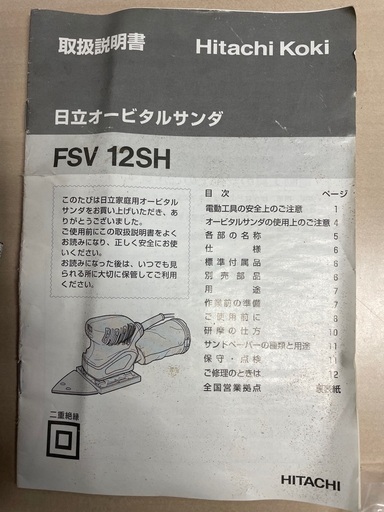 取扱説明書 Hitachi Koki
日立オービタルサンダ
FSV 12SH
このたびは日立家庭用オービタル
サンダをお買い上げいただき、あ
りがとうございました。
ご使用前にこの取扱説明書をよく
お読みになり、正しく安全にお使
いください。
お読みになった後は、いつでも見
られる所に大切に保管してご利用
ください。
目次 ページ
電動工具の安全上のご注意 1
オービタルサンダの使用上のご注意 4
各部の名称 5
仕様 6
標準付属品 6
別売部品 6
用途 7
作業前の準備 7
ご使用前に 8
研摩の仕方 10
サンドペーパーの種類と用途 11
保守・点検 11
ご修理のときは 12
全国営業拠点 裏表紙
二重絶縁
HITACHI